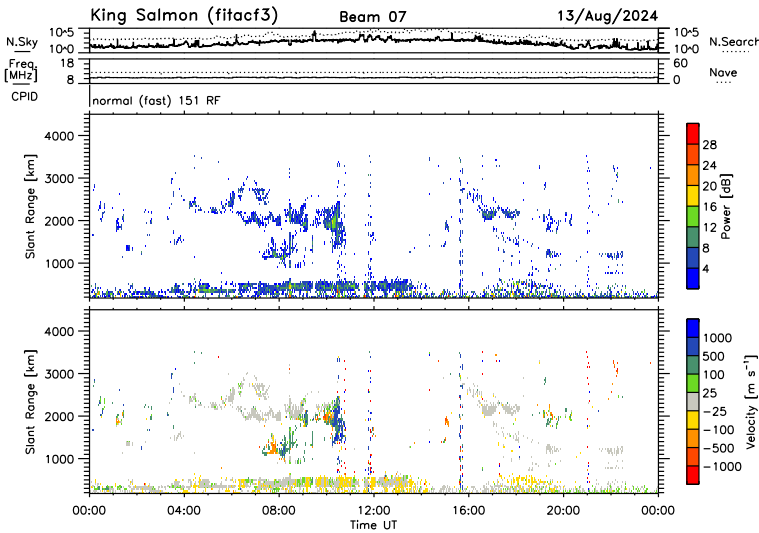 King Salmon (fitacf3) Beam 07 13/Aug/2024
N.Sky 10^5 10^0 10^5 10^0 N.Search
Freq. [MHz] 18 8 60 0 Nave
CPID normal (fast) 151 RF
Slant Range [km] 4000 3000 2000 1000
Power [dB] 28 24 20 16 12 8 4
Slant Range [km] 4000 3000 2000 1000
Velocity [m s^-1] 1000 500 100 25 −25 −100 −500 −1000
00:00 04:00 08:00 12:00 16:00 20:00 00:00
Time UT